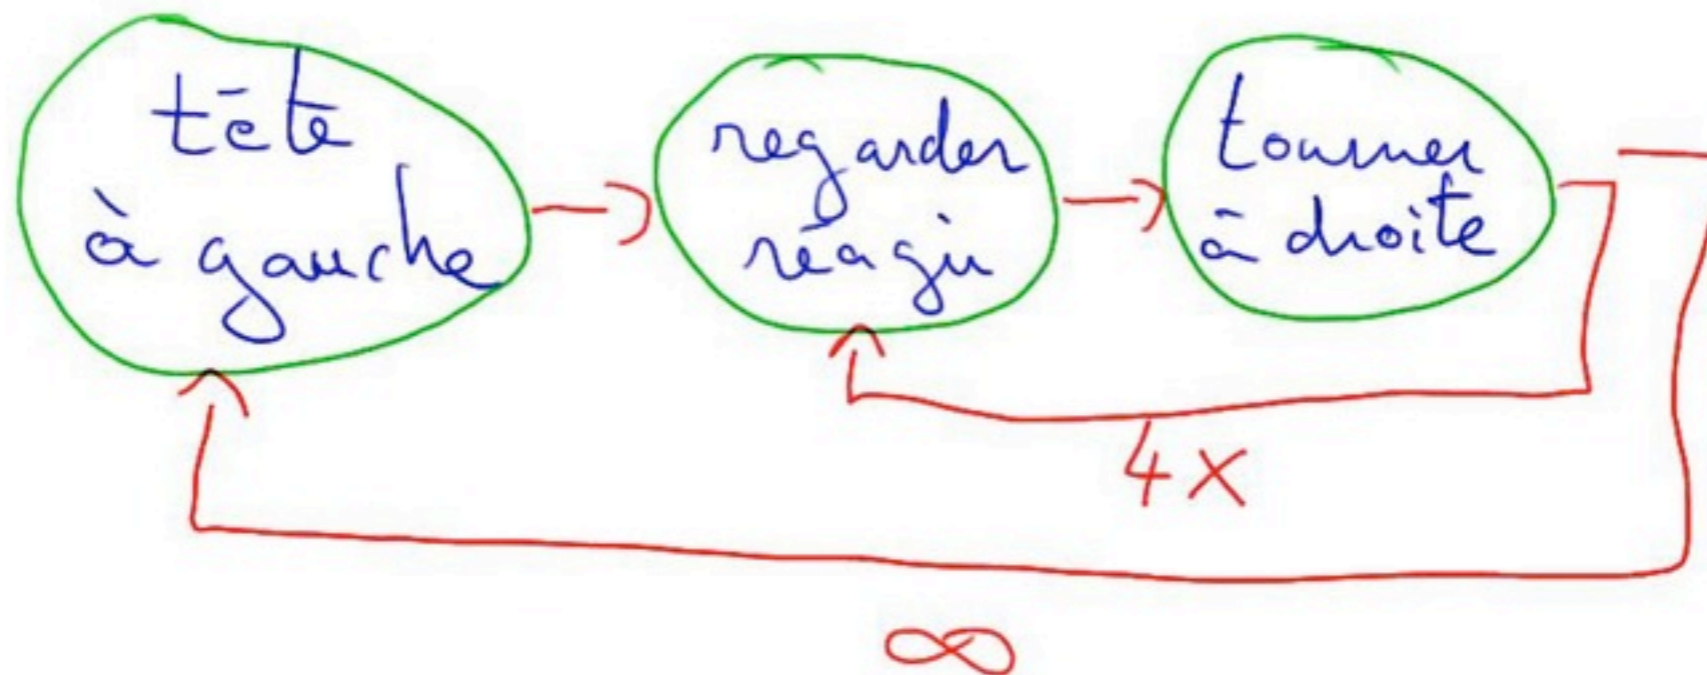 tête
à gauche
regarder
réagir
tourner
à droite
4X
∞